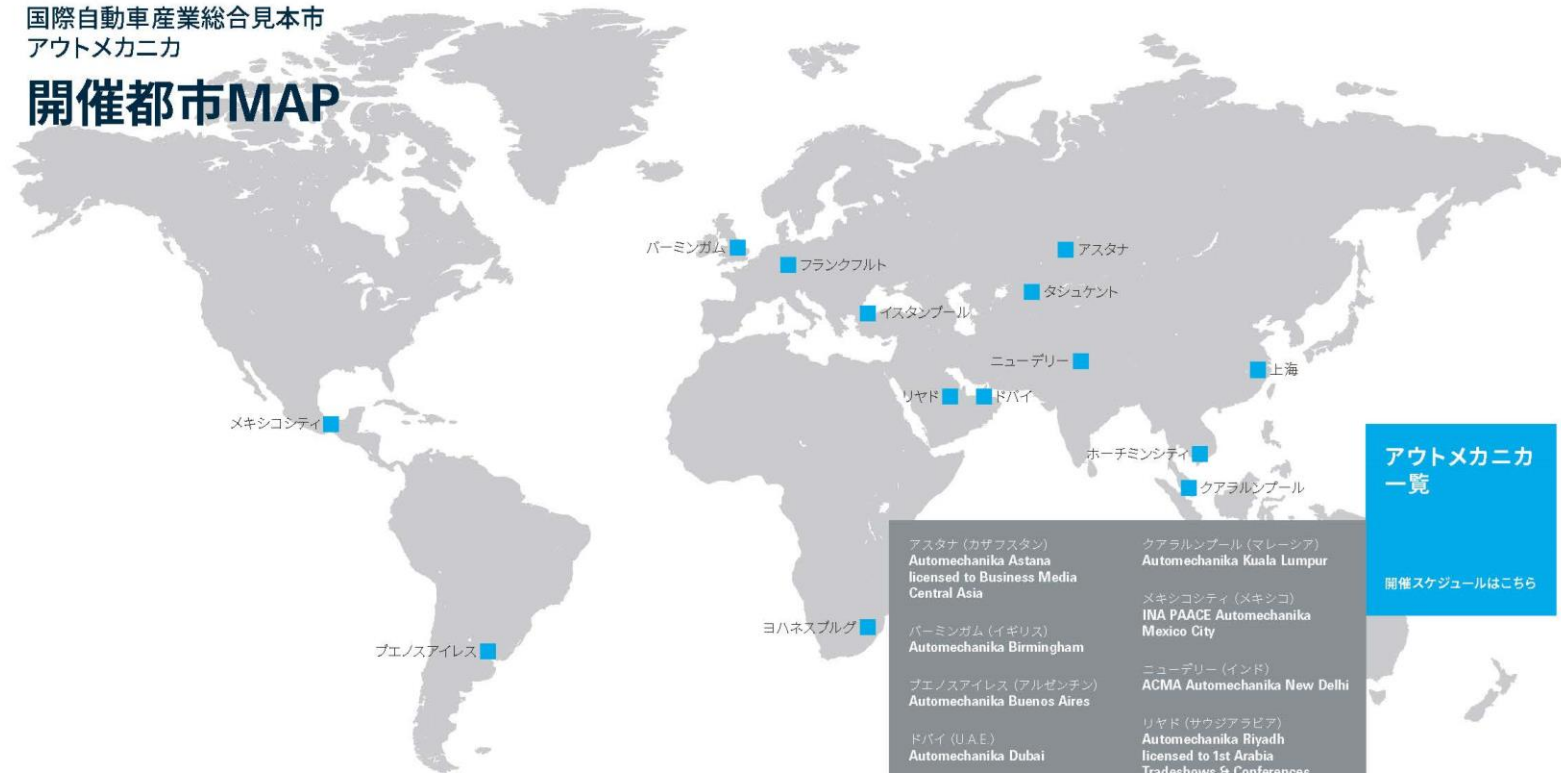 国際自動車産業総合見本市
アウトメカニカ
開催都市MAP
バーミンガム
フランクフルト
アスタナ
タシュケント
イスタンブール
ニューデリー
上海
リヤド
ドバイ
メキシコシティ
ホーチミンシティ
クアラルンプール
ヨハネスブルグ
ブエノスアイレス
アウトメカニカ
一覧
開催スケジュールはこちら
アスタナ (カザフスタン)
Automechanika Astana
licensed to Business Media
Central Asia
バーミンガム (イギリス)
Automechanika Birmingham
ブエノスアイレス (アルゼンチン)
Automechanika Buenos Aires
ドバイ (U.A.E.)
Automechanika Dubai
クアラルンプール (マレーシア)
Automechanika Kuala Lumpur
メキシコシティ (メキシコ)
INA PAACE Automechanika
Mexico City
ニューデリー (インド)
ACMA Automechanika New Delhi
リヤド (サウジアラビア)
Automechanika Riyadh
licensed to 1st Arabia
Tradeshows & Conferences